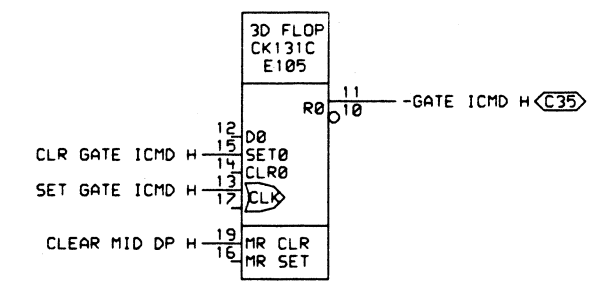 3D FLOP
CK131C
E105
11
R0
-GATE ICMD H
C35
10
12
D0
CLR GATE ICMD H
15
SET0
14
CLR0
SET GATE ICMD H
13
CLK
17
CLEAR MID DP H
19
MR CLR
16
MR SET